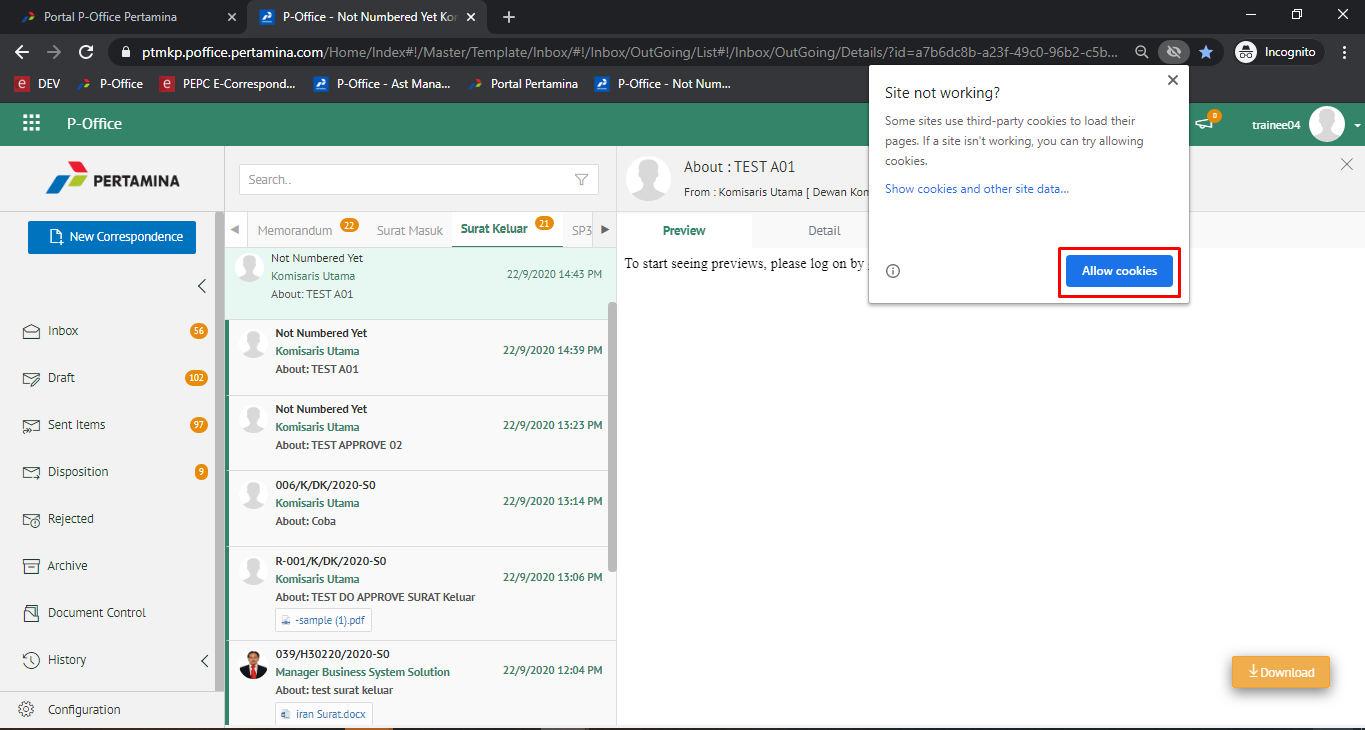 Portal P-Office Pertamina
P-Office - Not Numbered Yet Kor
ptmkp.poffice.pertamina.com/Home/Index#!/Master/Template/Inbox/#!/Inbox/OutGoing/List#!/Inbox/OutGoing/Details/?id=a7b6dc8b-a23f-49c0-96b2-c5b...
Incognito
DEV
P-Office
PEPC E-Correspond...
P-Office - Ast Mana...
Portal Pertamina
P-Office - Not Num...
P-Office
0
trainee04
PERTAMINA
New Correspondence
Inbox
56
Draft
102
Sent Items
97
Disposition
9
Rejected
Archive
Document Control
History
Configuration
Search..
Memorandum
22
Surat Masuk
Surat Keluar
21
SP3
Not Numbered Yet
Komisaris Utama
22/9/2020 14:43 PM
About: TEST A01
Not Numbered Yet
Komisaris Utama
22/9/2020 14:39 PM
About: TEST A01
Not Numbered Yet
Komisaris Utama
22/9/2020 13:23 PM
About: TEST APPROVE 02
006/K/DK/2020-S0
Komisaris Utama
22/9/2020 13:14 PM
About: Coba
R-001/K/DK/2020-S0
Komisaris Utama
22/9/2020 13:06 PM
About: TEST DO APPROVE SURAT Keluar
-sample (1).pdf
039/H30220/2020-S0
Manager Business System Solution
22/9/2020 12:04 PM
About: test surat keluar
iran Surat.docx
About : TEST A01
From : Komisaris Utama [ Dewan Kom
Preview
Detail
To start seeing previews, please log on by
Site not working?
Some sites use third-party cookies to load their
pages. If a site isn't working, you can try allowing
cookies.
Show cookies and other site data...
Allow cookies
Download